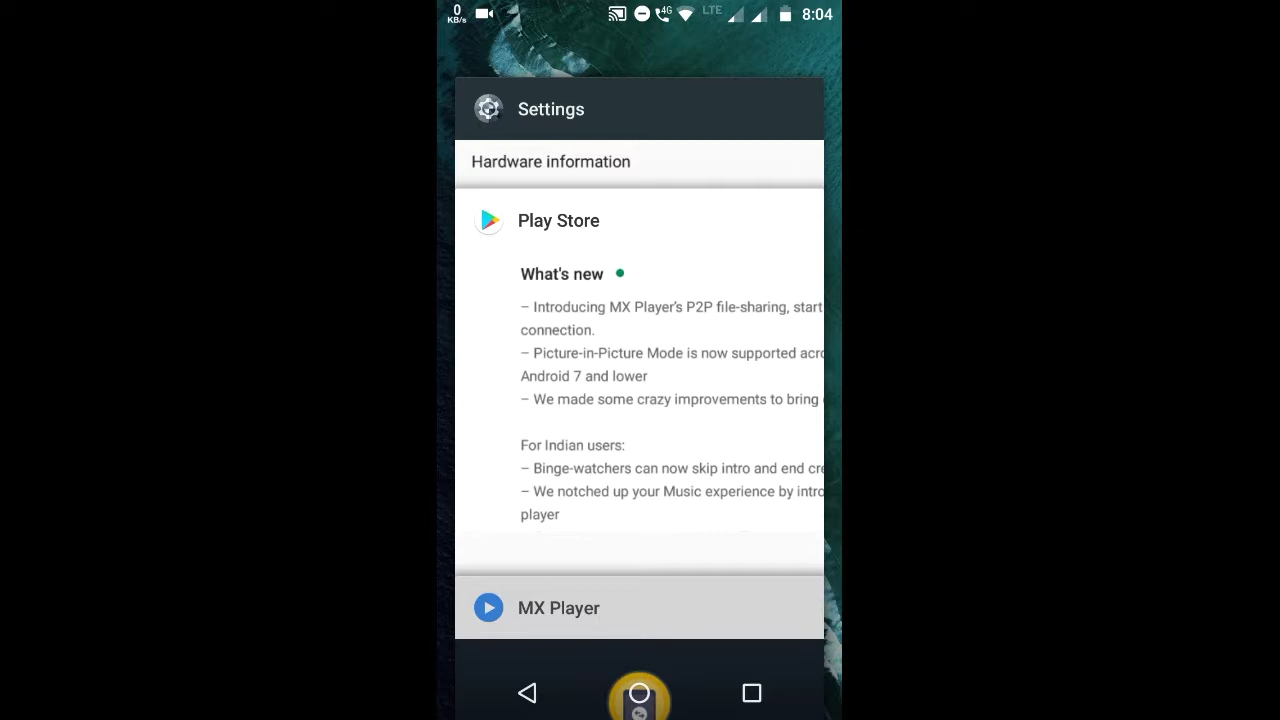 0
KB/s
4G
LTE
8:04
Settings
Hardware information
Play Store
What's new
– Introducing MX Player's P2P file-sharing, start
connection.
– Picture-in-Picture Mode is now supported
Android 7 and lower
– We made some crazy improvements to bring
For Indian users:
– Binge-watchers can now skip intro and end
– We notched up your Music experience by
player
MX Player